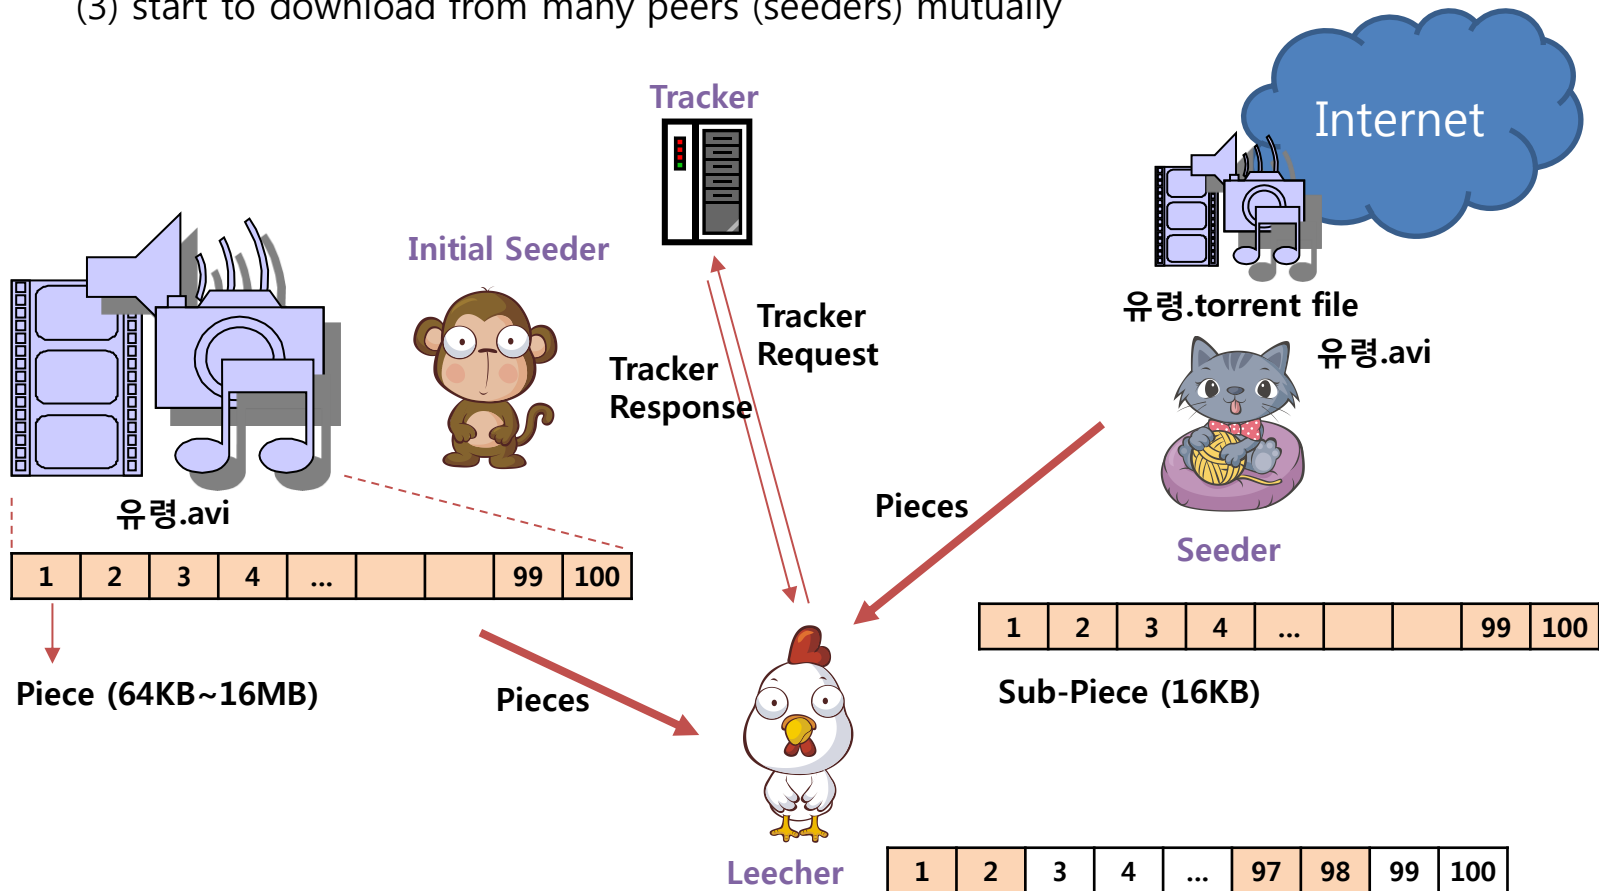 (3) start to download from many peers (seeders) mutually
Tracker
Internet
Initial Seeder
유령.torrent file
Tracker
Request
유령.avi
Tracker
Response
Pieces
유령.avi
Seeder
1 2 3 4 ... 99 100
1 2 3 4 ... 99 100
Piece (64KB~16MB)
Pieces
Sub-Piece (16KB)
Leecher
1 2 3 4 ... 97 98 99 100